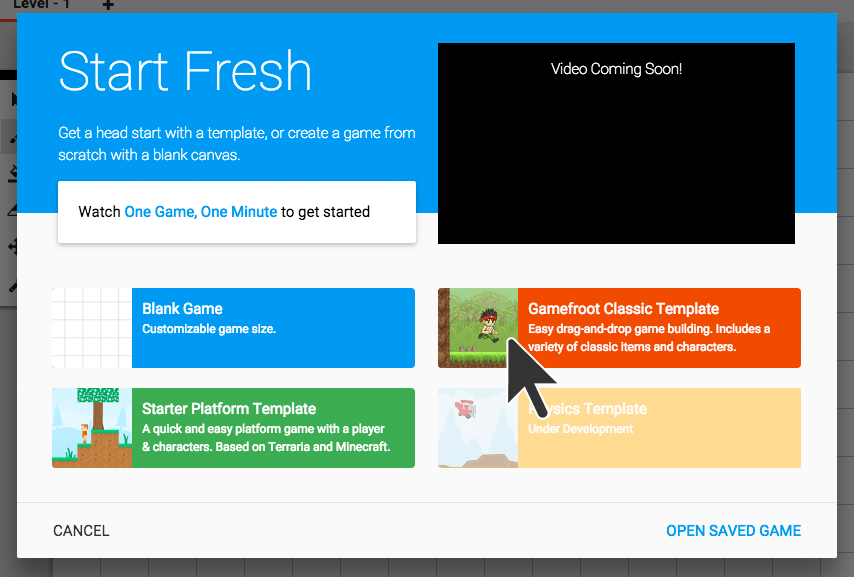 Level - 1 +
Start Fresh
Video Coming Soon!
Get a head start with a template, or create a game from
scratch with a blank canvas.
Watch One Game, One Minute to get started
Blank Game
Customizable game size.
Gamefroot Classic Template
Easy drag-and-drop game building. Includes a
variety of classic items and characters.
Starter Platform Template
A quick and easy platform game with a player
& characters. Based on Terraria and Minecraft.
Physics Template
Under Development
CANCEL
OPEN SAVED GAME